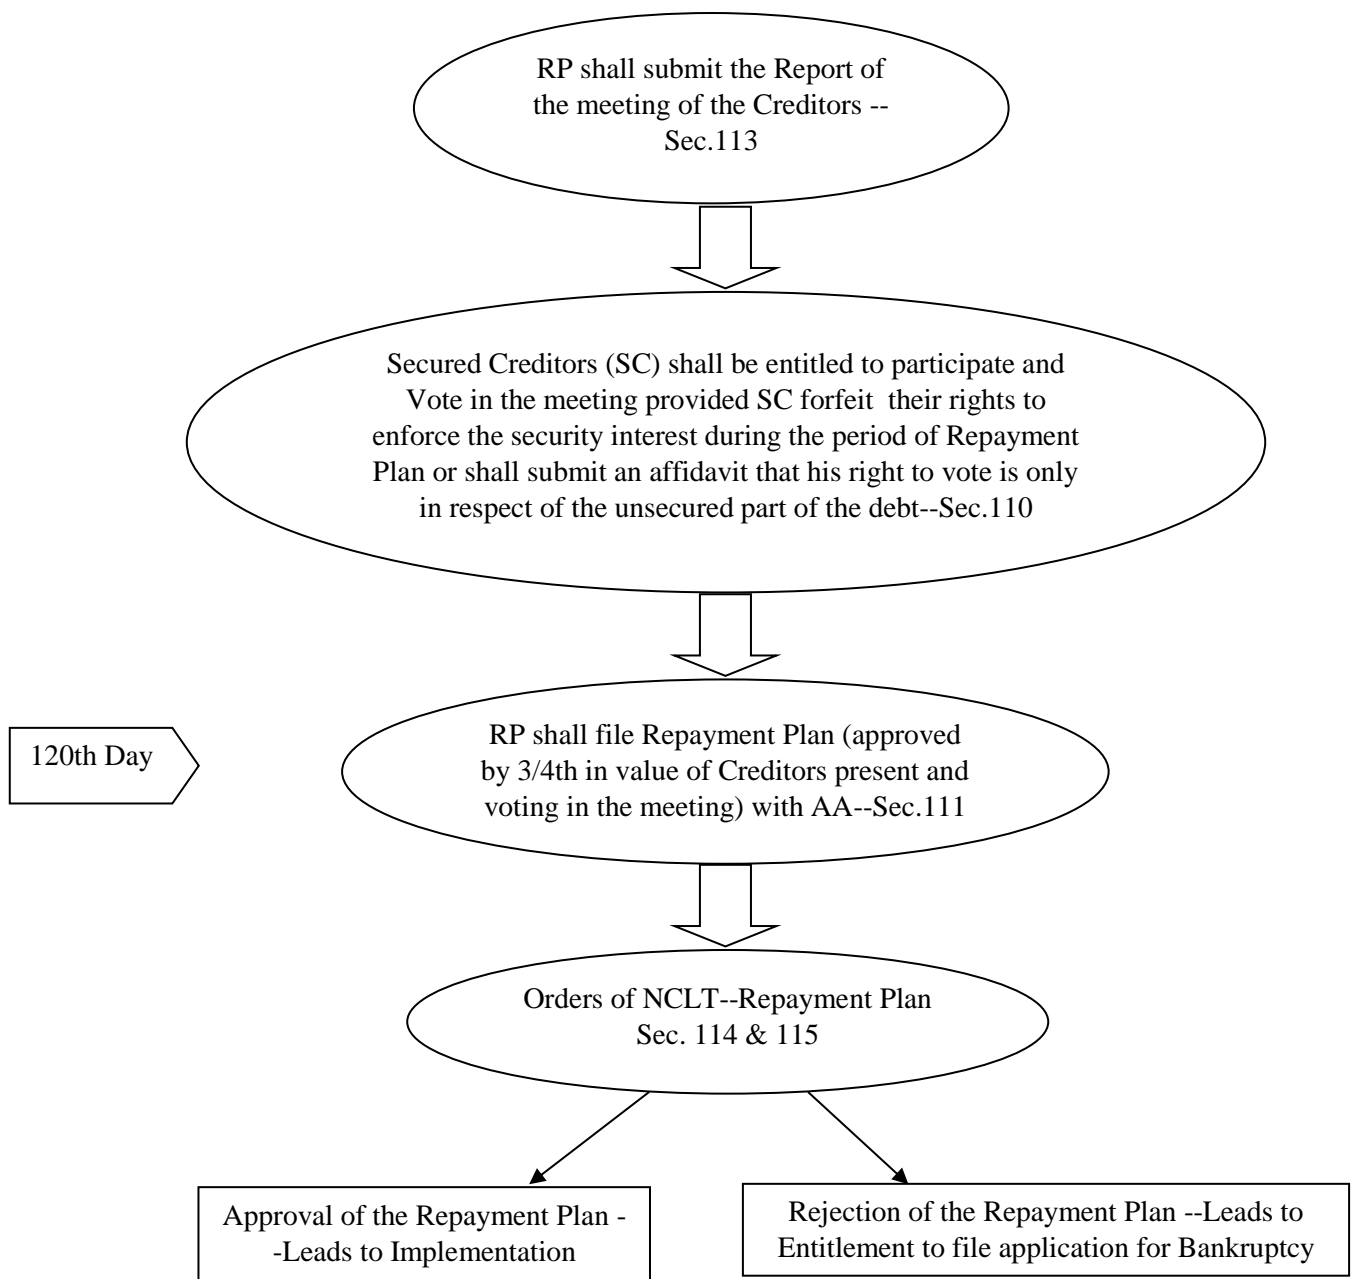 RP shall submit the Report of
the meeting of the Creditors --
Sec.113
Secured Creditors (SC) shall be entitled to participate and
Vote in the meeting provided SC forfeit their rights to
enforce the security interest during the period of Repayment
Plan or shall submit an affidavit that his right to vote is only
in respect of the unsecured part of the debt--Sec.110
120th Day
RP shall file Repayment Plan (approved
by 3/4th in value of Creditors present and
voting in the meeting) with AA--Sec.111
Orders of NCLT--Repayment Plan
Sec. 114 & 115
Approval of the Repayment Plan -
-Leads to Implementation
Rejection of the Repayment Plan --Leads to
Entitlement to file application for Bankruptcy